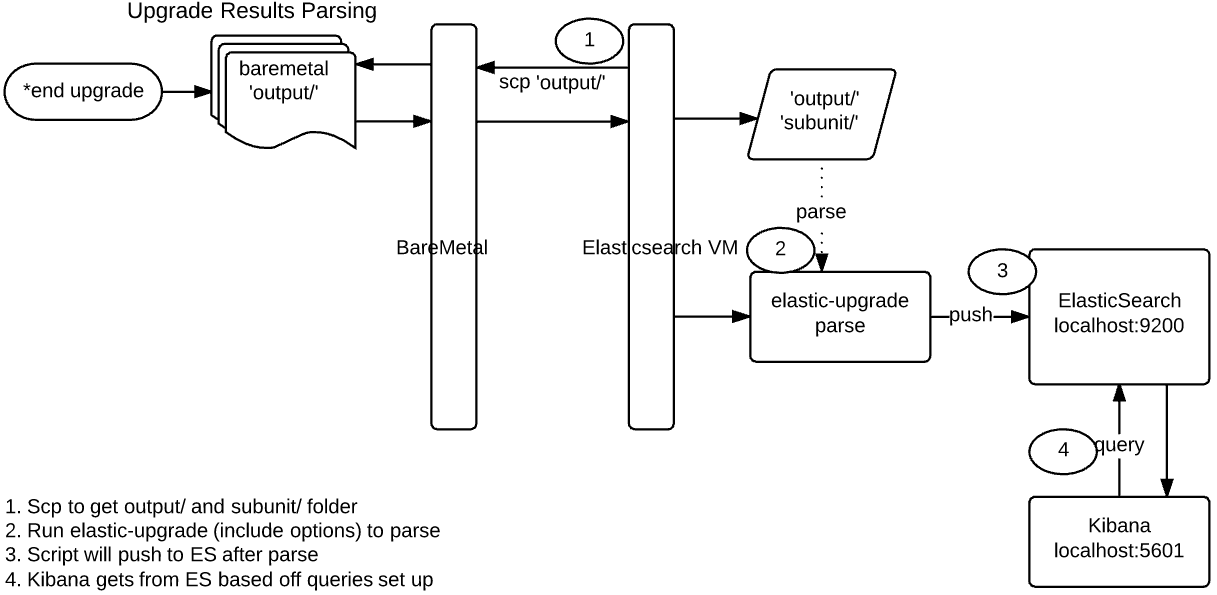 Upgrade Results Parsing
*end upgrade
baremetal
'output/'
1
scp 'output/'
'output/'
'subunit/'
parse
BareMetal
Elasticsearch VM
2
elastic-upgrade
parse
push
3
ElasticSearch
localhost:9200
4
query
Kibana
localhost:5601
1. Scp to get output/ and subunit/ folder
2. Run elastic-upgrade (include options) to parse
3. Script will push to ES after parse
4. Kibana gets from ES based off queries set up